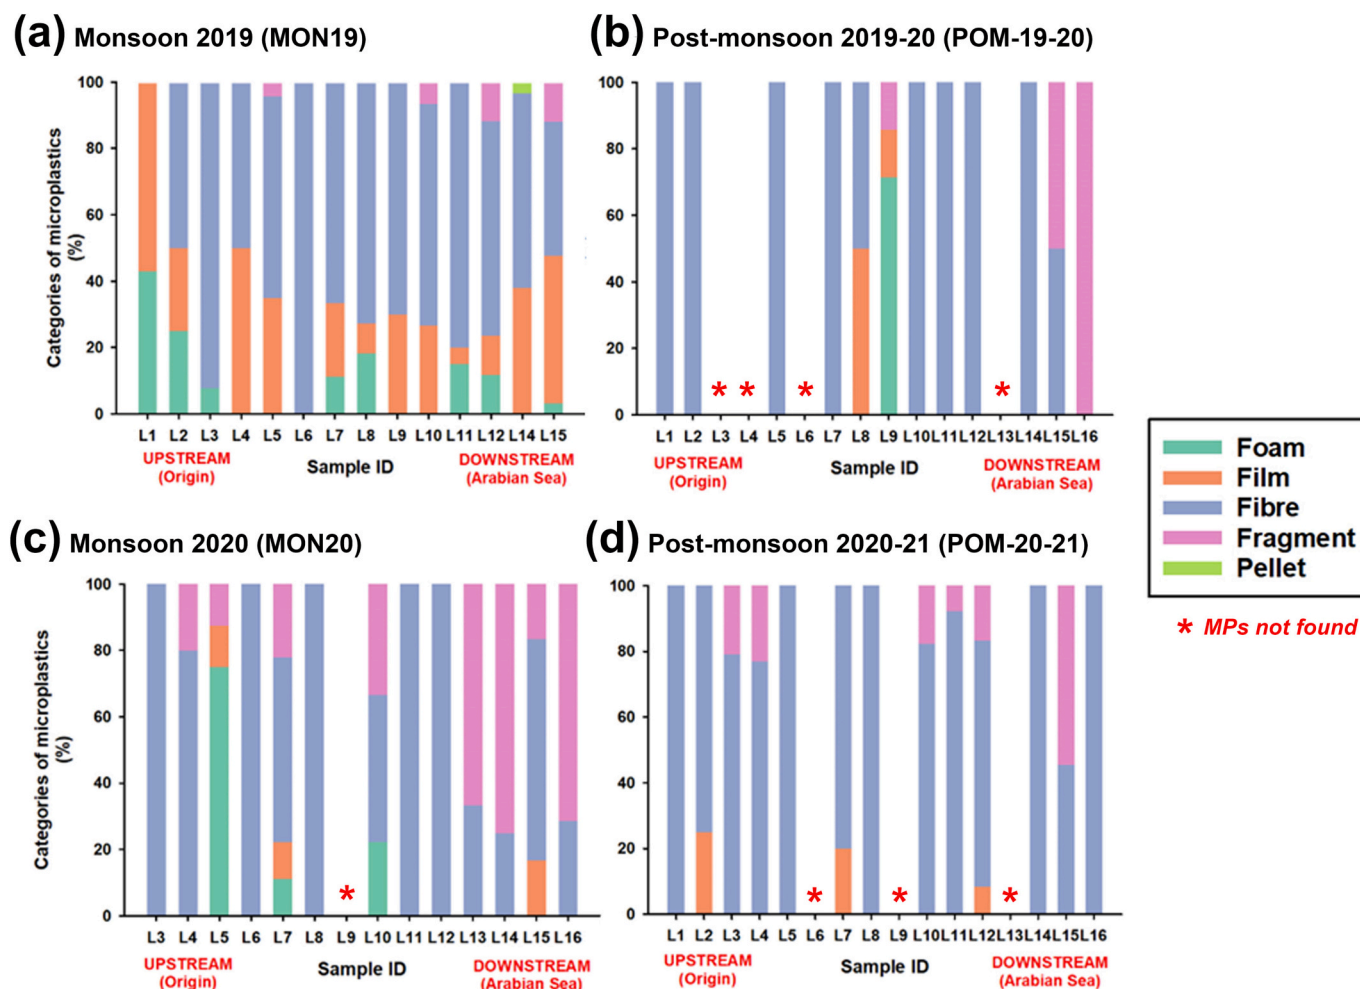 (a) Monsoon 2019 (MON19)
Categories of microplastics
(%)
100
80
60
40
20
0
L1 L2 L3 L4 L5 L6 L7 L8 L9 L10 L11 L12 L14 L15
UPSTREAM
(Origin)
Sample ID
DOWNSTREAM
(Arabian Sea)
(b) Post-monsoon 2019-20 (POM-19-20)
100
80
60
40
20
0
* * * *
L1 L2 L3 L4 L5 L6 L7 L8 L9 L10 L11 L12 L13 L14 L15 L16
UPSTREAM
(Origin)
Sample ID
DOWNSTREAM
(Arabian Sea)
Foam
Film
Fibre
Fragment
Pellet
* MPs not found
(c) Monsoon 2020 (MON20)
Categories of microplastics
(%)
100
80
60
40
20
0
*
L3 L4 L5 L6 L7 L8 L9 L10 L11 L12 L13 L14 L15 L16
UPSTREAM
(Origin)
Sample ID
DOWNSTREAM
(Arabian Sea)
(d) Post-monsoon 2020-21 (POM-20-21)
100
80
60
40
20
0
* * *
L1 L2 L3 L4 L5 L6 L7 L8 L9 L10 L11 L12 L13 L14 L15 L16
UPSTREAM
(Origin)
Sample ID
DOWNSTREAM
(Arabian Sea)